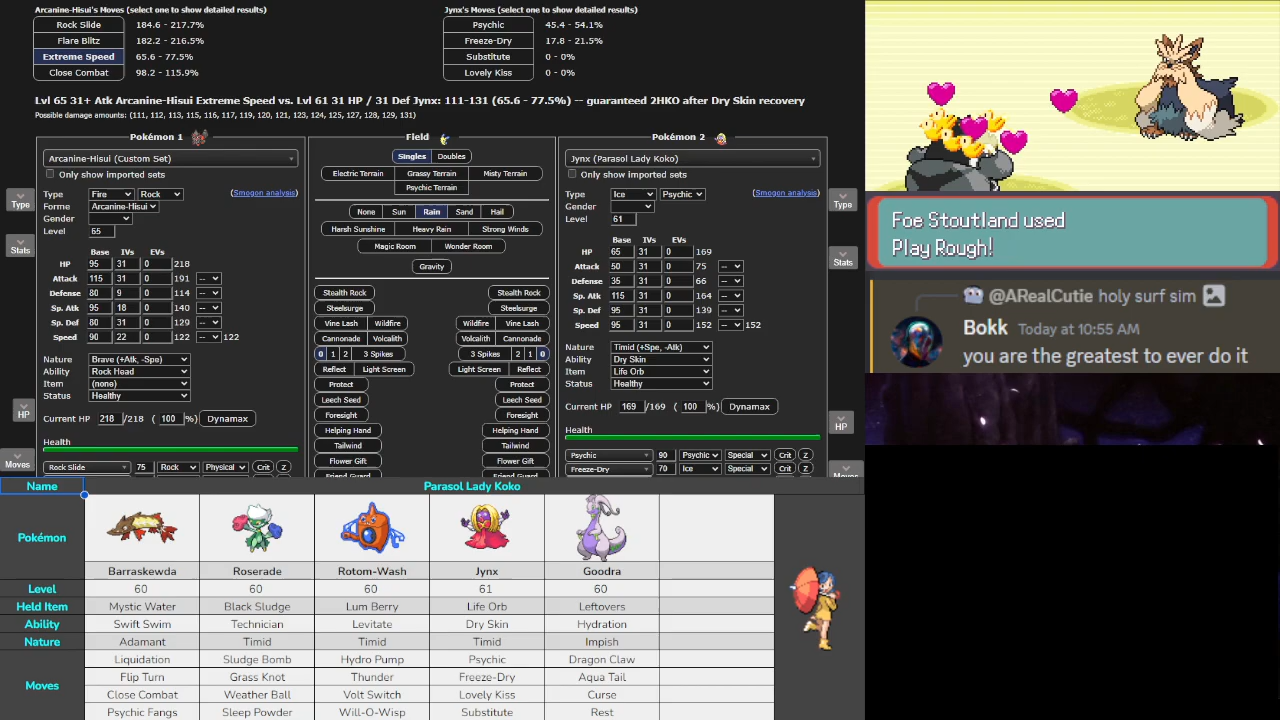 Arcanine-Hisui's Moves (select one to show detailed results)
Rock Slide 184.6 - 217.7%
Flare Blitz 182.2 - 216.5%
Extreme Speed 65.6 - 77.5%
Close Combat 98.2 - 115.9%
Jynx's Moves (select one to show detailed results)
Psychic 45.4 - 54.1%
Freeze-Dry 17.8 - 21.5%
Substitute 0 - 0%
Lovely Kiss 0 - 0%
Lvl 65 31+ Atk Arcanine-Hisui Extreme Speed vs. Lvl 61 31 HP / 31 Def Jynx: 111-131 (65.6 - 77.5%) -- guaranteed 2HKO after Dry Skin recovery
Possible damage amounts: (111, 112, 113, 115, 116, 117, 119, 120, 121, 123, 124, 125, 127, 128, 129, 131)
Pokémon 1
Arcanine-Hisui (Custom Set)
Only show imported sets
Type Fire Rock (Smogon analysis)
Forme Arcanine-Hisui
Gender
Level 65
Base IVs EVs
HP 95 31 0 218
Attack 115 31 0 191 --
Defense 80 9 0 114 --
Sp. Atk 95 18 0 140 --
Sp. Def 80 31 0 129 --
Speed 90 22 0 122 -- 122
Nature Brave (+Atk, -Spe)
Ability Rock Head
Item (none)
Status Healthy
Current HP 218 /218 ( 100 %) Dynamax
Health
Rock Slide 75 Rock Physical Crit Z
Type
Stats
HP
Moves
Field
Singles Doubles
Electric Terrain Grassy Terrain Misty Terrain
Psychic Terrain
None Sun Rain Sand Hail
Harsh Sunshine Heavy Rain Strong Winds
Magic Room Wonder Room
Gravity
Stealth Rock Stealth Rock
Steelsurge Steelsurge
Vine Lash Wildfire Wildfire Vine Lash
Volcalith Cannonade Volcalith
Cannonade
0 1 2 3 Spikes 3 Spikes 2 1 0
Reflect Light Screen Light Screen Reflect
Protect Protect
Leech Seed Leech Seed
Foresight Foresight
Helping Hand Helping Hand
Tailwind Tailwind
Flower Gift Flower Gift
Friend Guard Friend Guard
Pokémon 2
Jynx (Parasol Lady Koko)
Only show imported sets
Type Ice Psychic (Smogon analysis)
Gender
Level 61
Base IVs EVs
HP 65 31 0 169
Attack 50 31 0 75 --
Defense 35 31 0 66 --
Sp. Atk 115 31 0 164 --
Sp. Def 95 31 0 139 --
Speed 95 31 0 152 -- 152
Nature Timid (+Spe, -Atk)
Ability Dry Skin
Item Life Orb
Status Healthy
Current HP 169 /169 ( 100 %) Dynamax
Health
Psychic 90 Psychic Special Crit Z
Freeze-Dry 70 Ice Special Crit Z
Type
Stats
HP
Moves
Name Parasol Lady Koko
Pokémon Barraskewda Roserade Rotom-Wash Jynx Goodra
Level 60 60 60 61 60
Held Item Mystic Water Black Sludge Lum Berry Life Orb Leftovers
Ability Swift Swim Technician Levitate Dry Skin Hydration
Nature Adamant Timid Timid Timid Impish
Moves Liquidation Sludge Bomb Hydro Pump Psychic Dragon Claw
Flip Turn Grass Knot Thunder Freeze-Dry Aqua Tail
Close Combat Weather Ball Volt Switch Lovely Kiss Curse
Psychic Fangs Sleep Powder Will-O-Wisp Substitute Rest
Foe Stoutland used
Play Rough!
@ARealCutie holy surf sim
Bokk Today at 10:55 AM
you are the greatest to ever do it